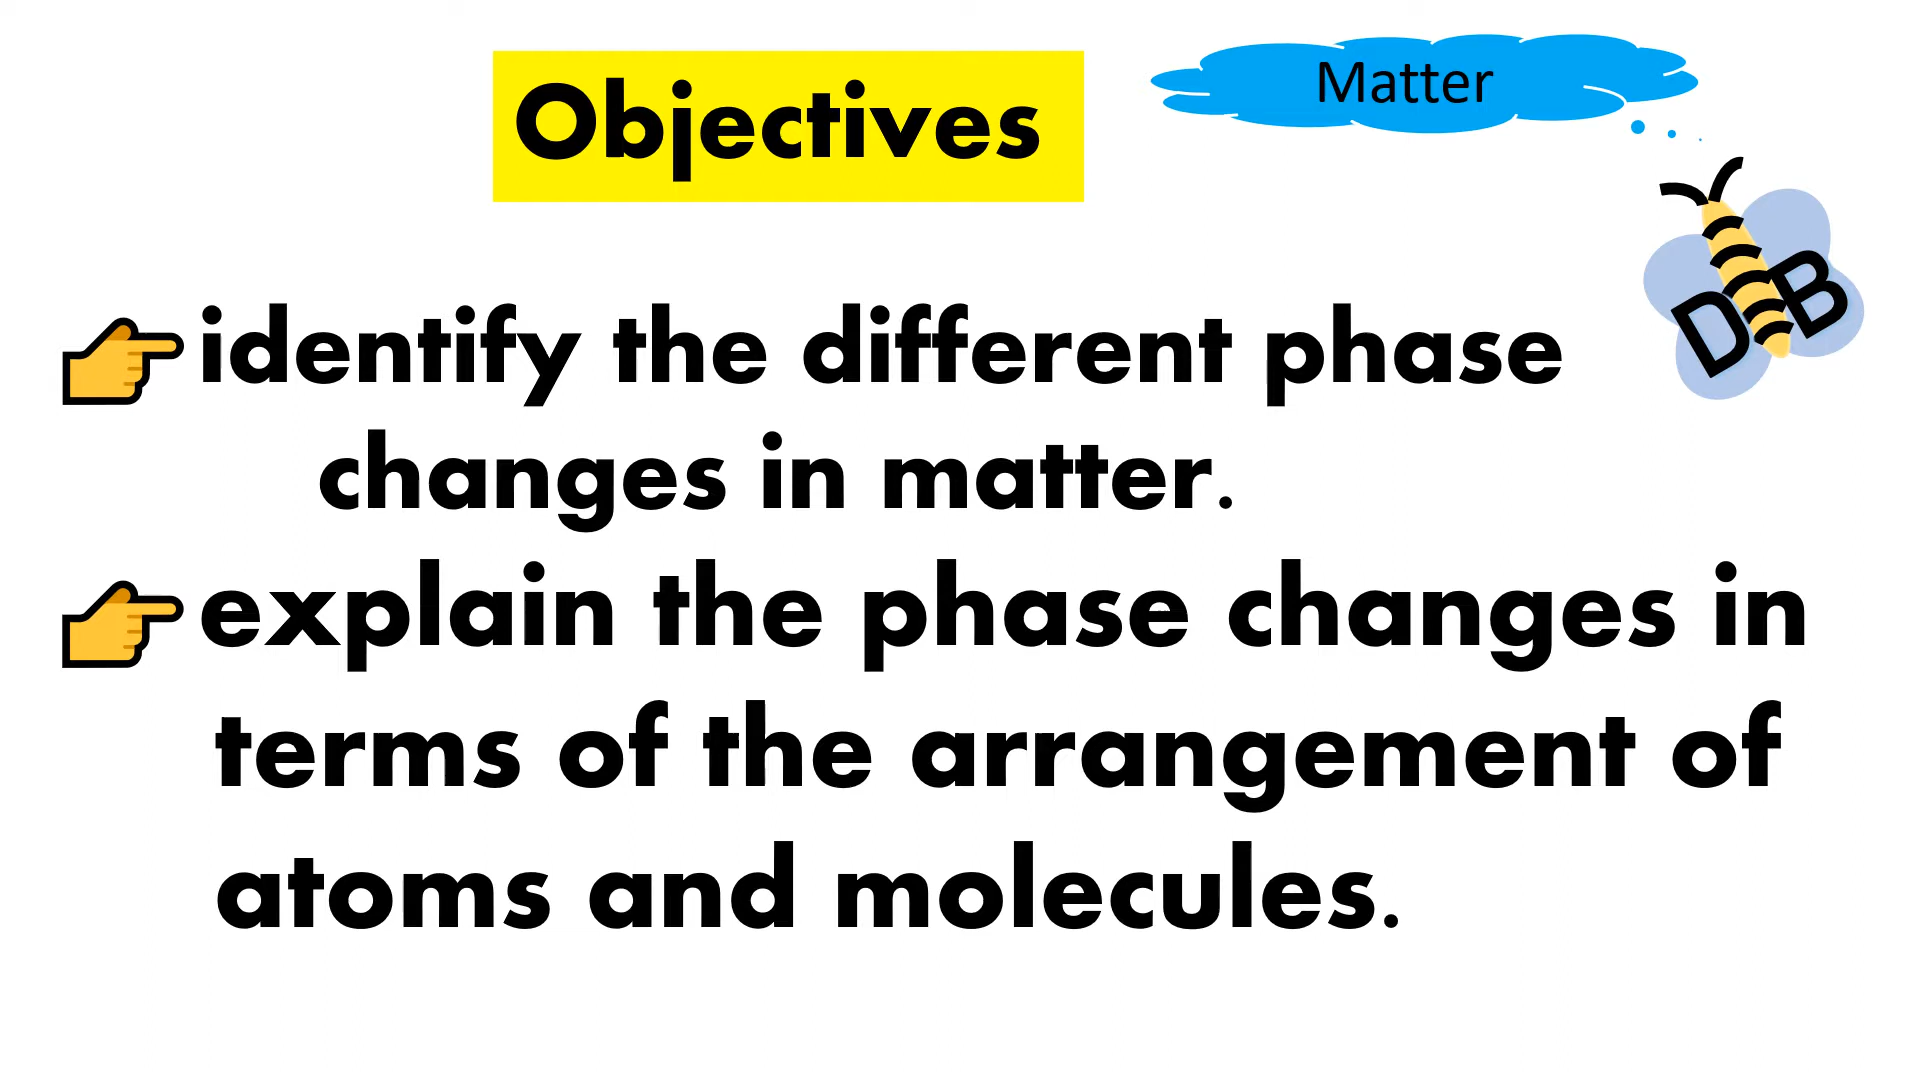 Objectives
Matter
DB
identify the different phase
changes in matter.
explain the phase changes in
terms of the arrangement of
atoms and molecules.